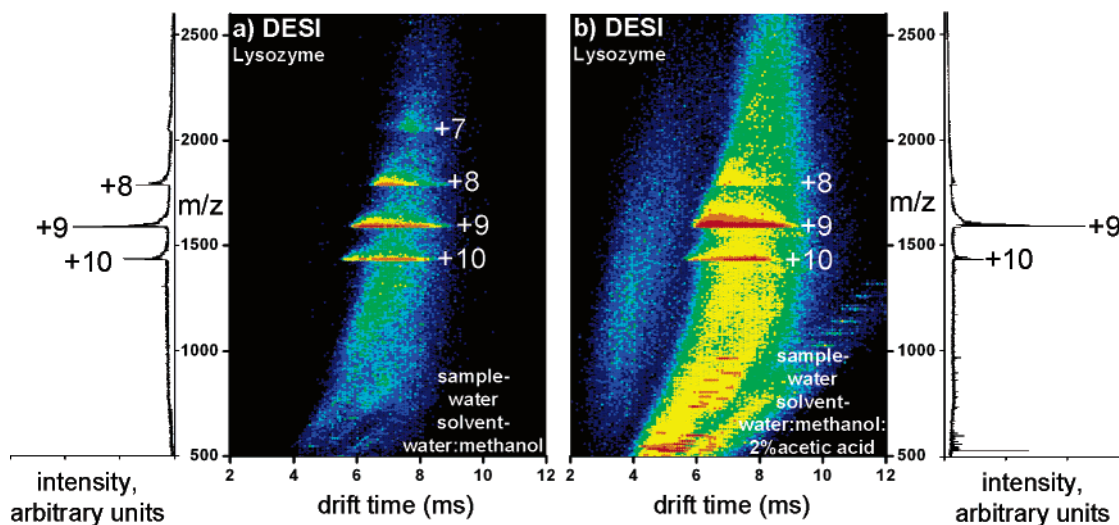 a) DESI
Lysozyme
b) DESI
Lysozyme
2500
2000
m/z
1500
1000
500
+8
+9
+10
+7
+8
+9
+10
sample-
water
solvent-
water:methanol
+8
+9
+10
sample-
water
solvent-
water:methanol:
2%acetic acid
2500
2000
m/z
1500
1000
500
+9
+10
2 4 6 8 10 12
2 4 6 8 10 12
intensity,
arbitrary units
drift time (ms)
drift time (ms)
intensity,
arbitrary units